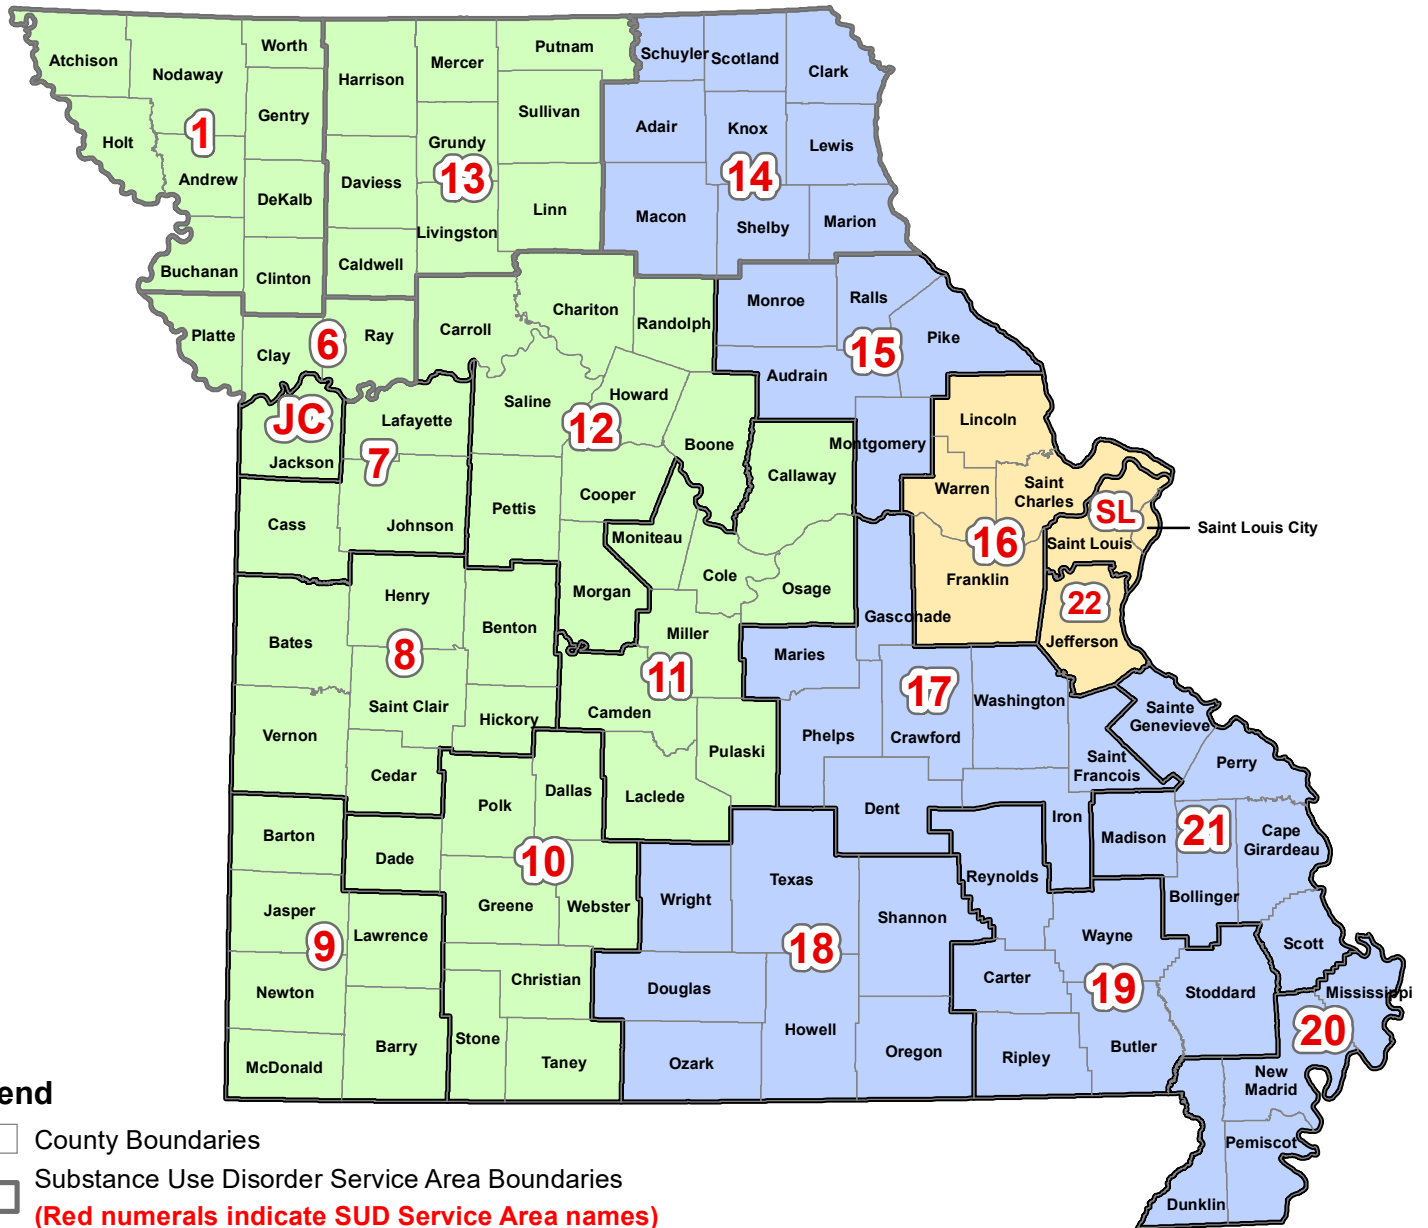 Atchison
Nodaway
Worth
Harrison
Mercer
Putnam
Schuyler
Scotland
Clark
Holt
1
Gentry
Sullivan
Adair
Knox
Lewis
Andrew
DeKalb
Daviess
Grundy
13
Livingston
Linn
Macon
14
Shelby
Marion
Buchanan
Clinton
Caldwell
Chariton
Randolph
Monroe
Ralls
Pike
Platte
Clay
6
Ray
Carroll
15
Audrain
JC
Jackson
Lafayette
7
Saline
Howard
12
Boone
Callaway
Montgomery
Lincoln
Warren
Saint
Charles
SL
Saint Louis City
Saint Louis
16
Franklin
22
Jefferson
Cass
Johnson
Pettis
Cooper
Moniteau
Cole
Osage
Gasconade
Morgan
Henry
Benton
Bates
8
Miller
Maries
11
17
Washington
Saint Clair
Hickory
Camden
Vernon
Cedar
Pulaski
Phelps
Crawford
Sainte
Genevieve
Saint
Francois
Perry
Polk
Dallas
Laclede
Dent
Iron
Madison
21
Cape
Girardeau
Barton
Dade
10
Texas
Reynolds
Bollinger
Jasper
9
Lawrence
Greene
Webster
Wright
Shannon
18
Wayne
Scott
Newton
Christian
Douglas
Carter
19
Stoddard
Mississippi
20
McDonald
Barry
Stone
Taney
Ozark
Howell
Oregon
Ripley
Butler
New
Madrid
Pemiscot
Dunklin
end
County Boundaries
Substance Use Disorder Service Area Boundaries
(Red numerals indicate SUD Service Area names)